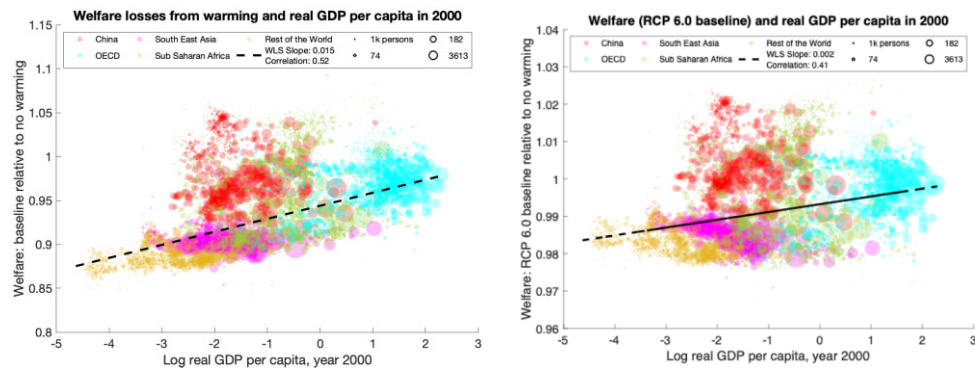 Welfare losses from warming and real GDP per capita in 2000
1.15
China South East Asia Rest of the World 1k persons 182
OECD Sub Saharan Africa WLS Slope: 0.015 74 3613
Correlation: 0.52
1.1
1.05
1
0.95
0.9
0.85
0.8
Welfare: baseline relative to no warming
-5 -4 -3 -2 -1 0 1 2 3
Log real GDP per capita, year 2000
Welfare (RCP 6.0 baseline) and real GDP per capita in 2000
1.04
China South East Asia Rest of the World 1k persons 182
OECD Sub Saharan Africa WLS Slope: 0.002 74 3613
Correlation: 0.41
1.03
1.02
1.01
1
0.99
0.98
0.97
0.96
Welfare: RCP 6.0 baseline relative to no warming
-5 -4 -3 -2 -1 0 1 2 3
Log real GDP per capita, year 2000